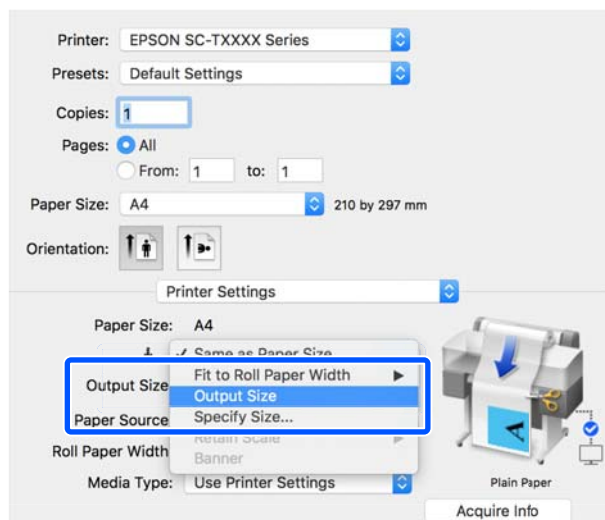 Printer: EPSON SC-TXXXX Series
Presets: Default Settings
Copies: 1
Pages: All
From: 1 to: 1
Paper Size: A4 210 by 297 mm
Orientation:
Printer Settings
Paper Size: A4
Same as Paper Size
Fit to Roll Paper Width
Output Size Output Size
Paper Source Specify Size...
Retain Scale
Roll Paper Width Banner
Media Type: Use Printer Settings
Plain Paper
Acquire Info